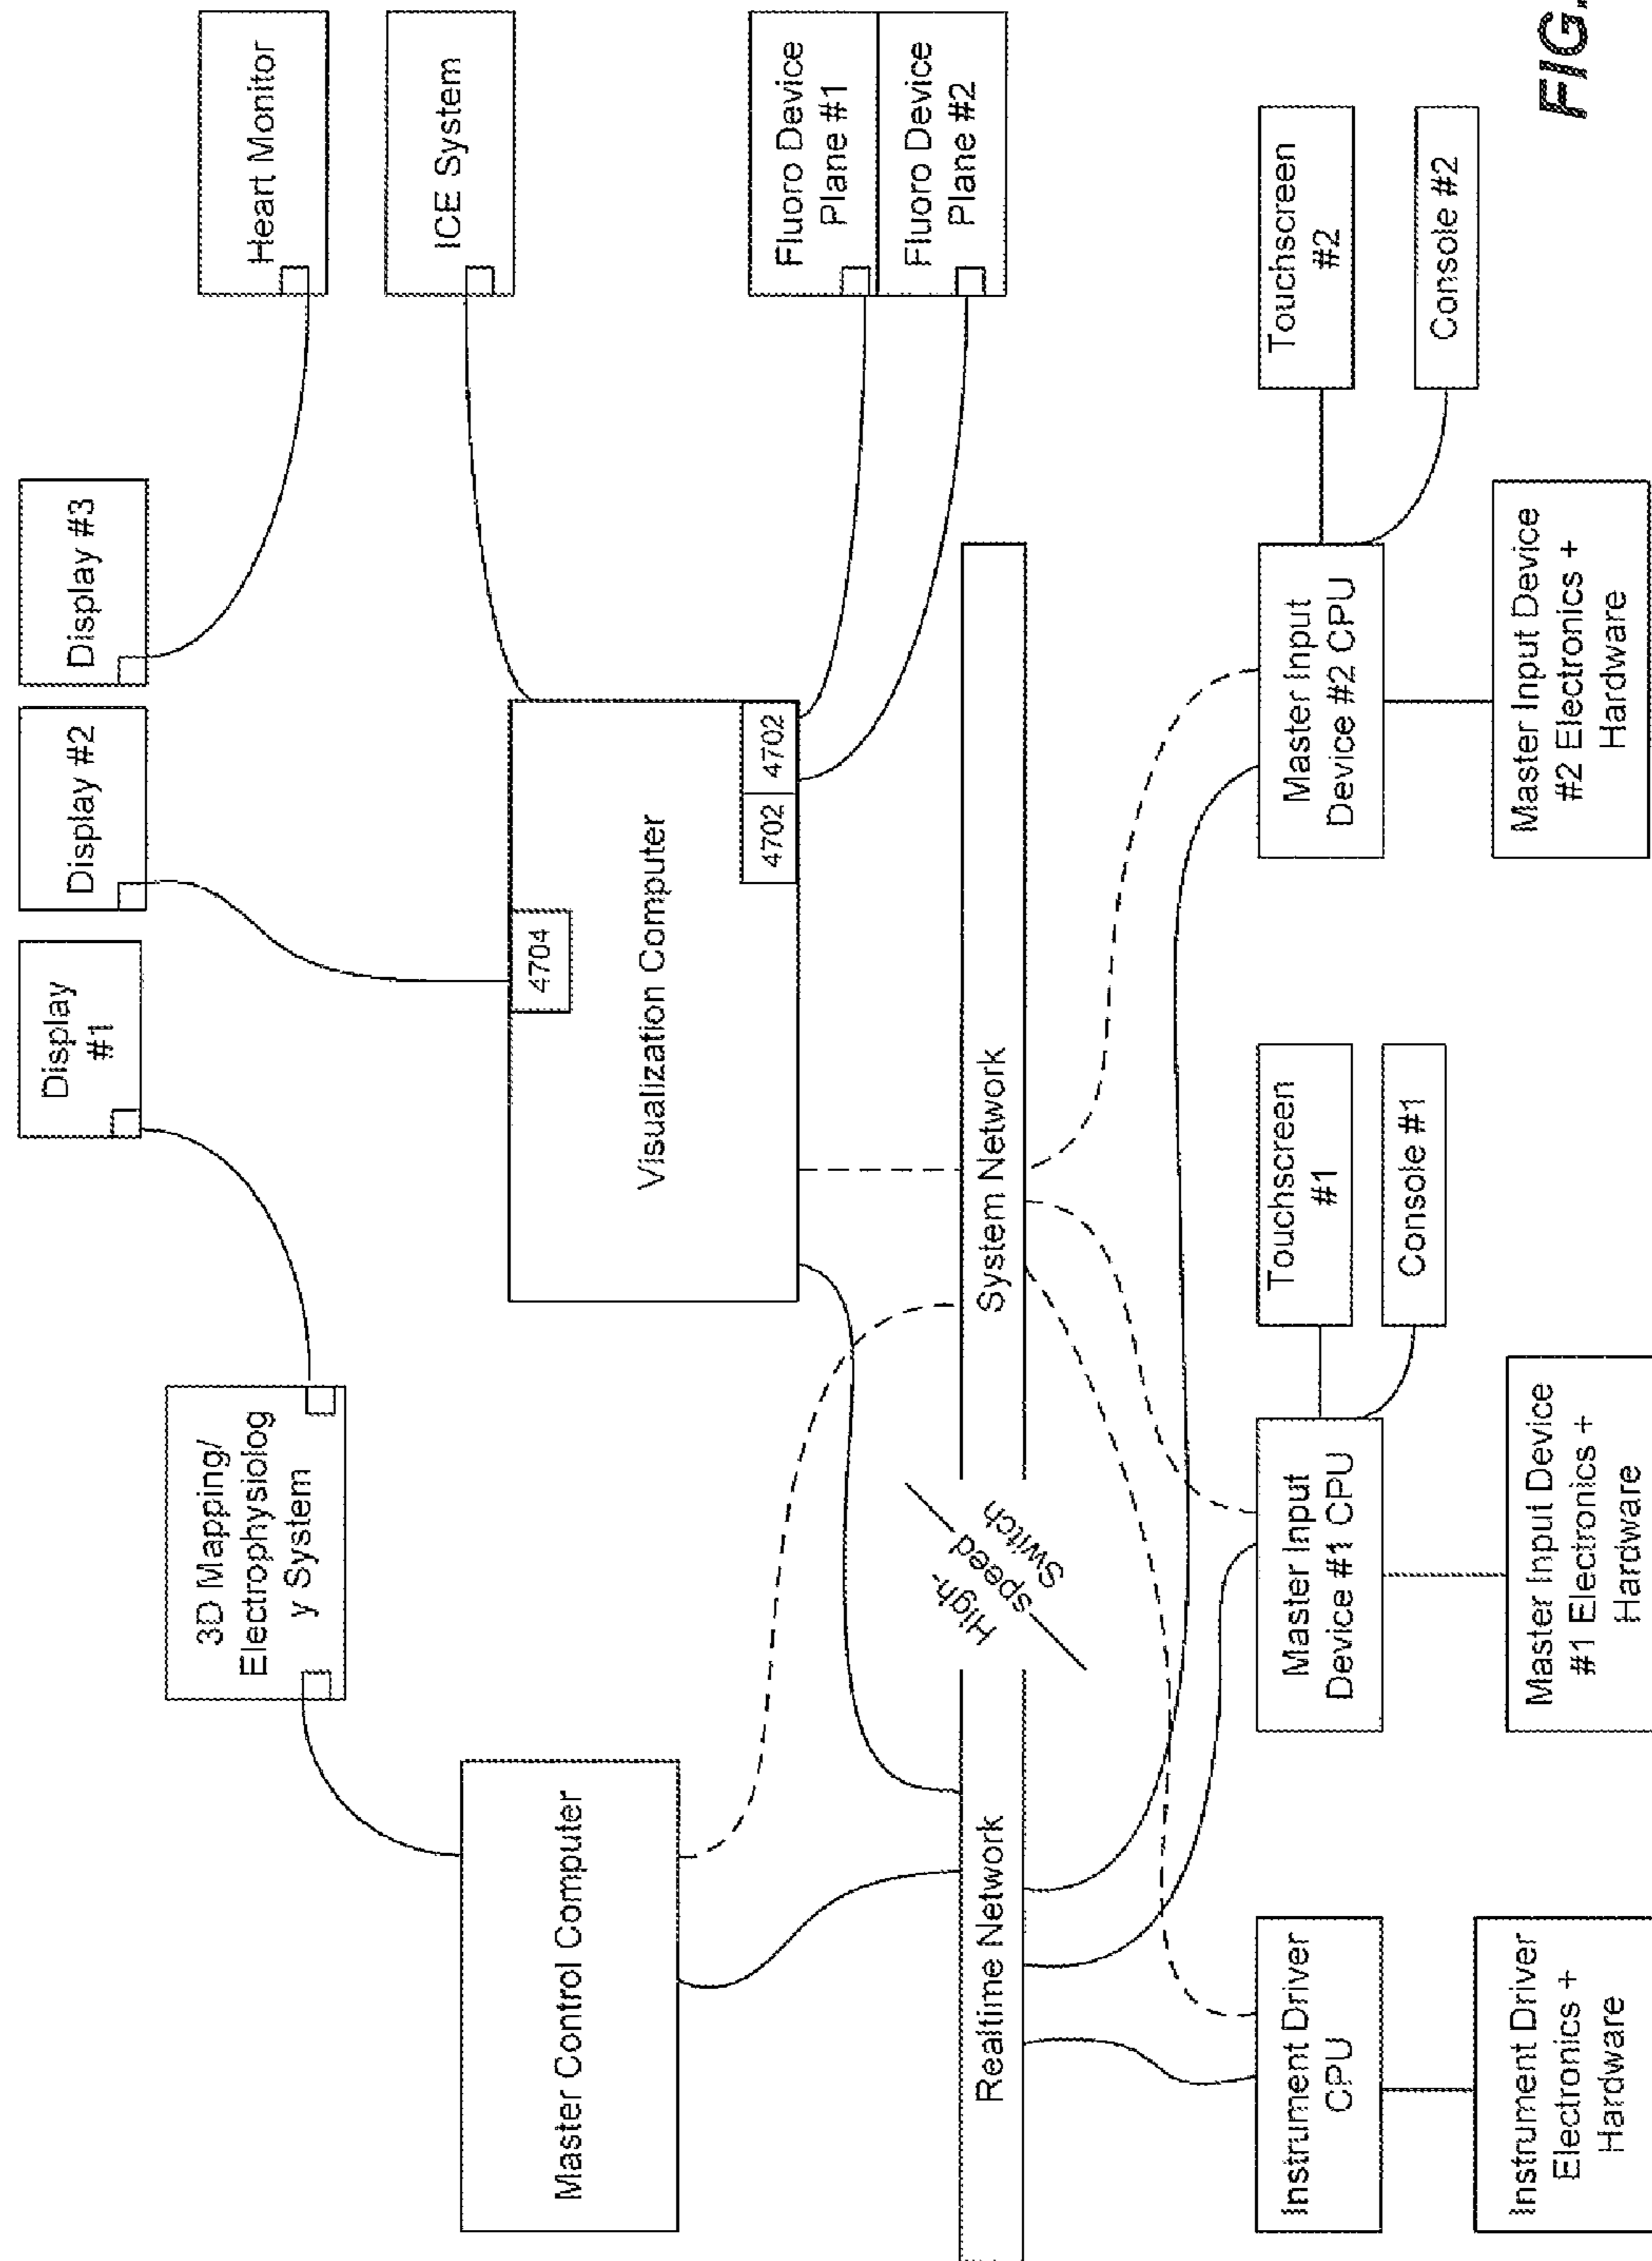 Display
#1
Display #2
Display #3
3D Mapping/
Electrophysiolog
y System
Heart Monitor
Master Control Computer
4704
Visualization Computer
4702
4702
ICE System
Fluoro Device
Plane #1
Fluoro Device
Plane #2
Realtime Network
High-
speed
Switch
System Network
Instrument Driver
CPU
Instrument Driver
Electronics +
Hardware
Master Input
Device #1 CPU
Touchscreen
#1
Console #1
Master Input Device
#1 Electronics +
Hardware
Master Input
Device #2 CPU
Touchscreen
#2
Console #2
Master Input Device
#2 Electronics +
Hardware
FIG.